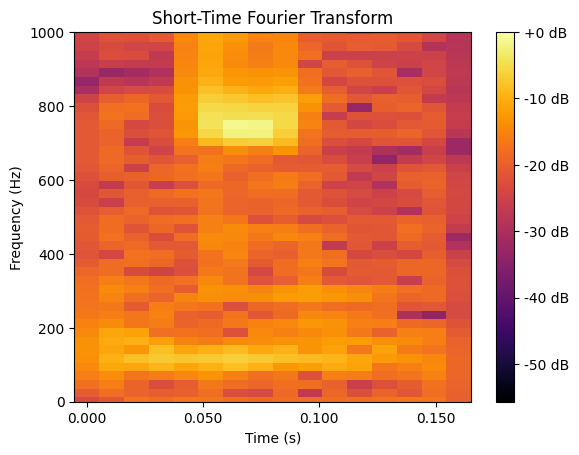 Short-Time Fourier Transform
Frequency (Hz)
1000
800
600
400
200
0
0.000
0.050
0.100
0.150
Time (s)
+0 dB
-10 dB
-20 dB
-30 dB
-40 dB
-50 dB